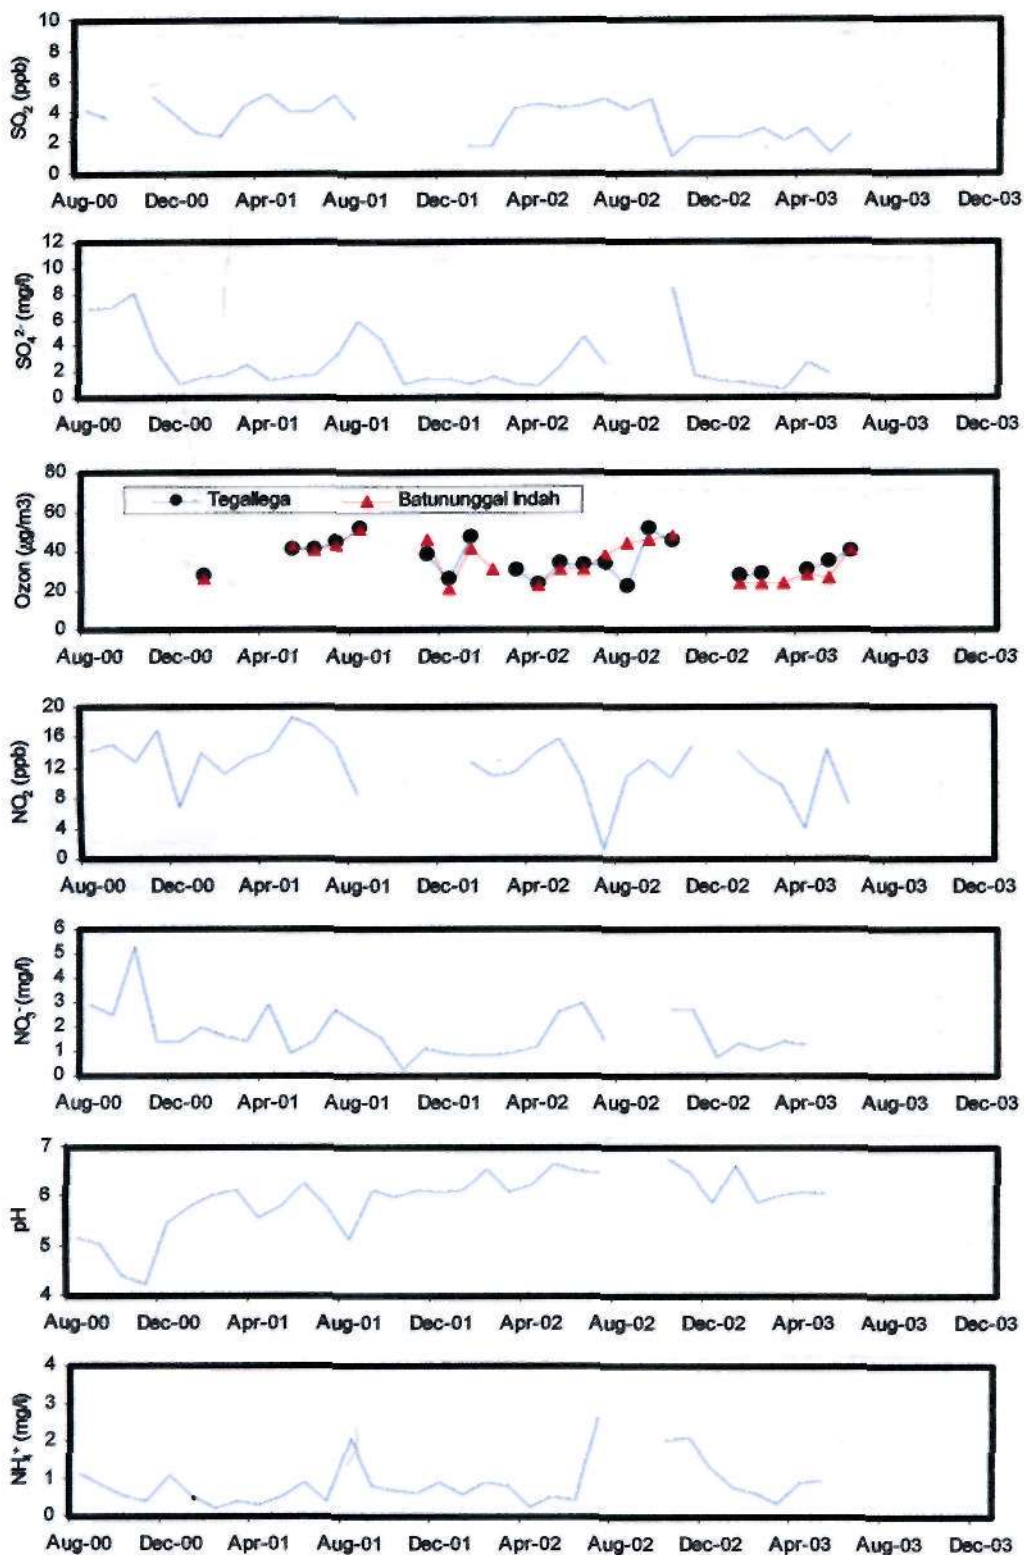 SO₂ (ppb)
10
8
6
4
2
0
Aug-00 Dec-00 Apr-01 Aug-01 Dec-01 Apr-02 Aug-02 Dec-02 Apr-03 Aug-03 Dec-03
SO₄²⁻ (mg/l)
12
10
8
6
4
2
0
Aug-00 Dec-00 Apr-01 Aug-01 Dec-01 Apr-02 Aug-02 Dec-02 Apr-03 Aug-03 Dec-03
Ozon (µg/m3)
80
60
40
20
0
Tegallega Batununggal Indah
Aug-00 Dec-00 Apr-01 Aug-01 Dec-01 Apr-02 Aug-02 Dec-02 Apr-03 Aug-03 Dec-03
NO₂ (ppb)
20
16
12
8
4
0
Aug-00 Dec-00 Apr-01 Aug-01 Dec-01 Apr-02 Aug-02 Dec-02 Apr-03 Aug-03 Dec-03
NO₃⁻ (mg/l)
6
5
4
3
2
1
0
Aug-00 Dec-00 Apr-01 Aug-01 Dec-01 Apr-02 Aug-02 Dec-02 Apr-03 Aug-03 Dec-03
pH
7
6
5
4
Aug-00 Dec-00 Apr-01 Aug-01 Dec-01 Apr-02 Aug-02 Dec-02 Apr-03 Aug-03 Dec-03
(mg/l)
4
3
2
1
0
Aug-00 Dec-00 Apr-01 Aug-01 Dec-01 Apr-02 Aug-02 Dec-02 Apr-03 Aug-03 Dec-03